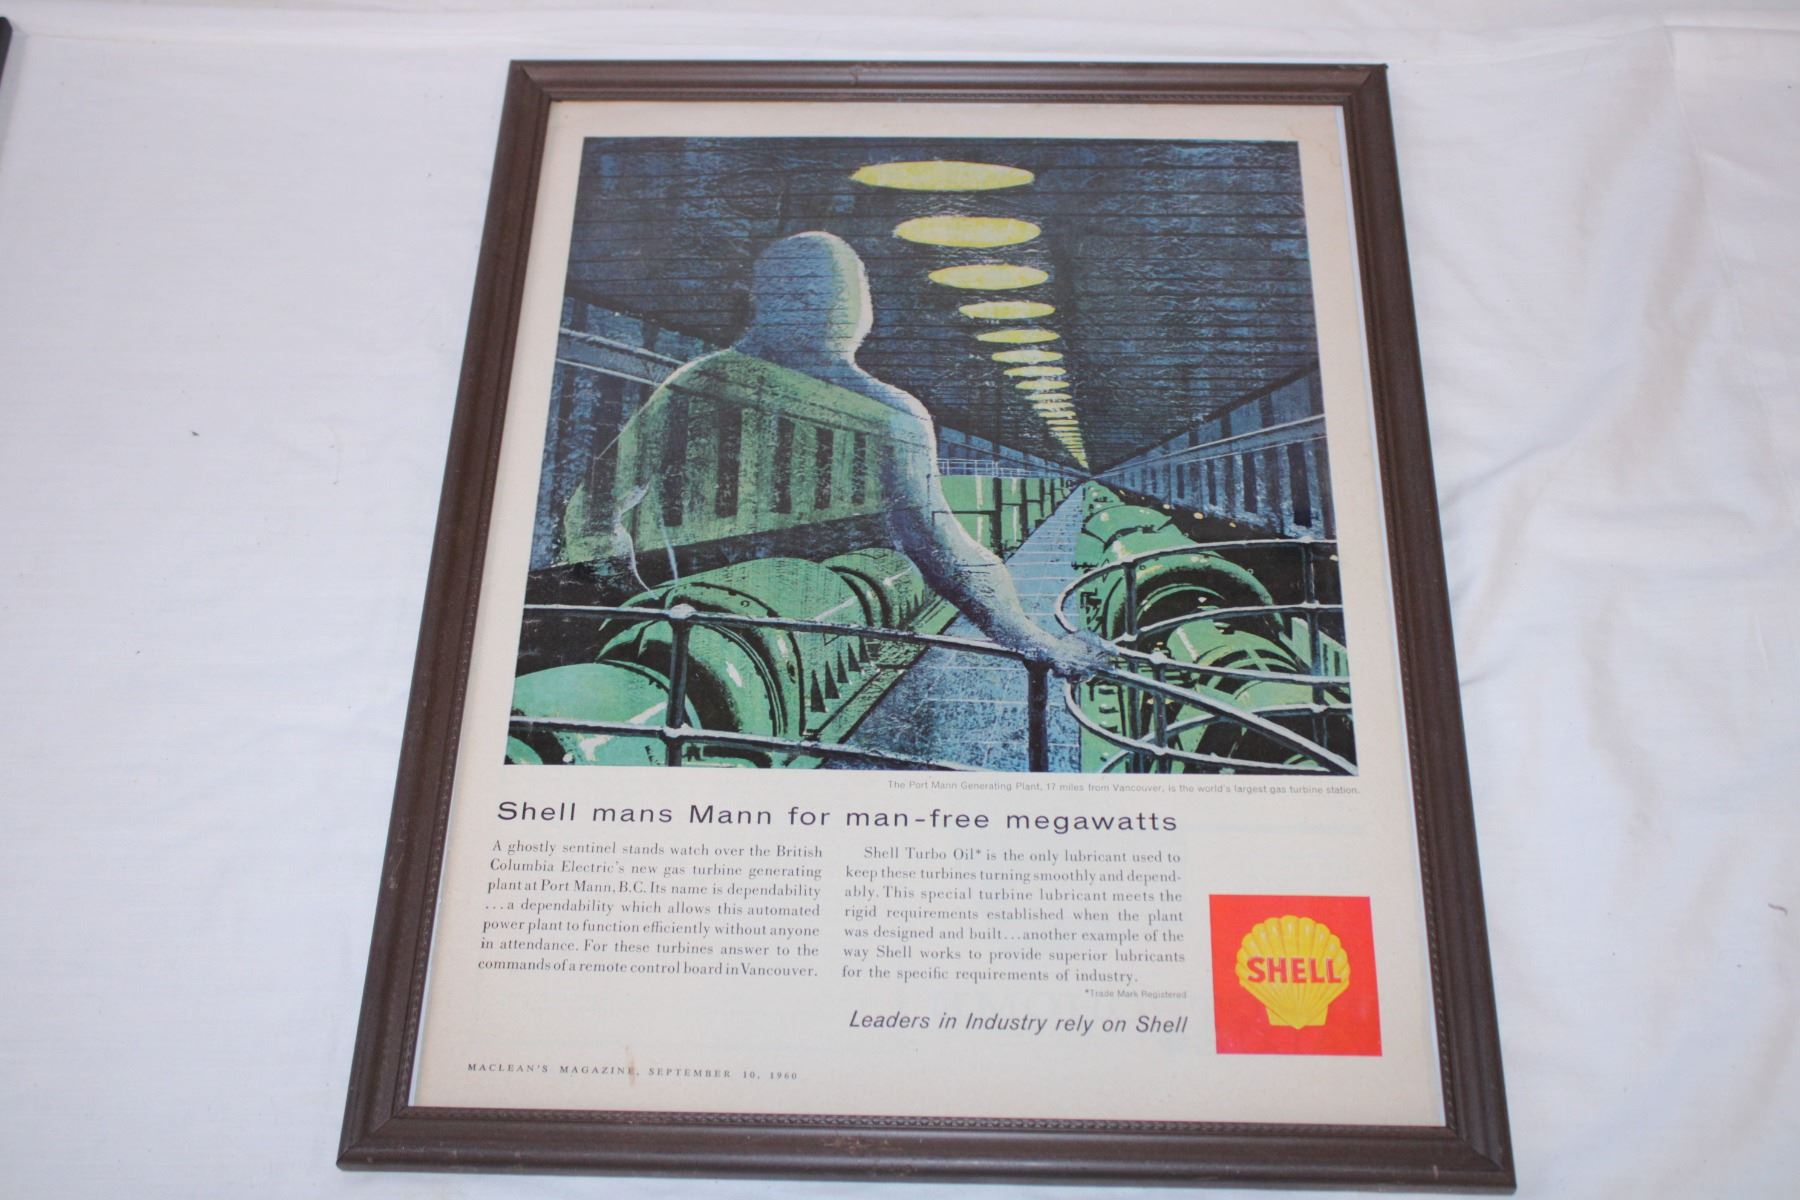 The Port Mann Generating Plant, 17 miles from Vancouver, is the world's largest gas turbine station.
Shell mans Mann for man-free megawatts
A ghostly sentinel stands watch over the British
Columbia Electric's new gas turbine generating
plant at Port Mann, B.C. Its name is dependability
...a dependability which allows this automated
power plant to function efficiently without anyone
in attendance. For these turbines answer to the
commands of a remote control board in Vancouver.
Shell Turbo Oil* is the only lubricant used to
keep these turbines turning smoothly and depend-
ably. This special turbine lubricant meets the
rigid requirements established when the plant
was designed and built...another example of the
way Shell works to provide superior lubricants
for the specific requirements of industry.
*Trade Mark Registered
Leaders in Industry rely on Shell
SHELL
MACLEAN'S MAGAZINE, SEPTEMBER 10, 1960